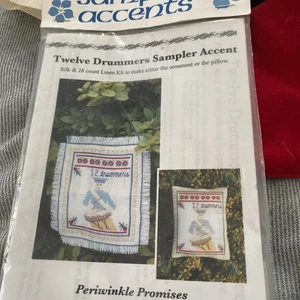 accents
Twelve Drummers Sampler Accent
Silk & 28 count Linen Kit to make either the ornament or the pillow
12 drummers
12 drummers
Periwinkle Promises